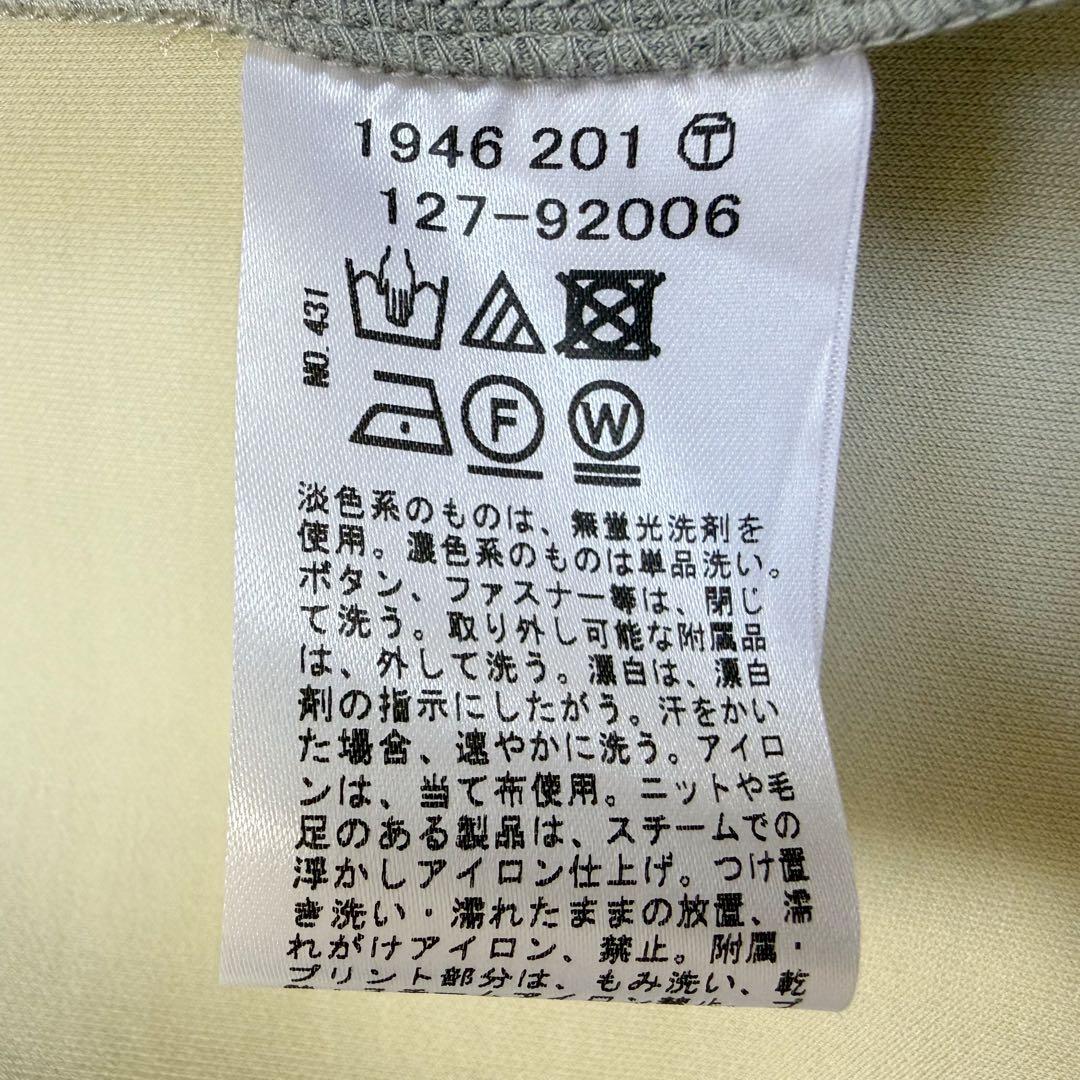 1946 201 Ⓣ
127-92006
NO. 431
F W
淡色系のものは、無蛍光洗剤を
使用。濃色系のものは単品洗い。
ボタン、ファスナー等は、閉じ
て洗う。取り外し可能な附属品
は、外して洗う。漂白は、漂白
剤の指示にしたがう。汗をかい
た場合、速やかに洗う。アイロ
ンは、当て布使用。ニットや毛
足のある製品は、スチームでの
浮かしアイロン仕上げ。つけ置
き洗い・濡れたままの放置、濡
れがけアイロン、禁止。附属・
プリント部分は、もみ洗い、乾